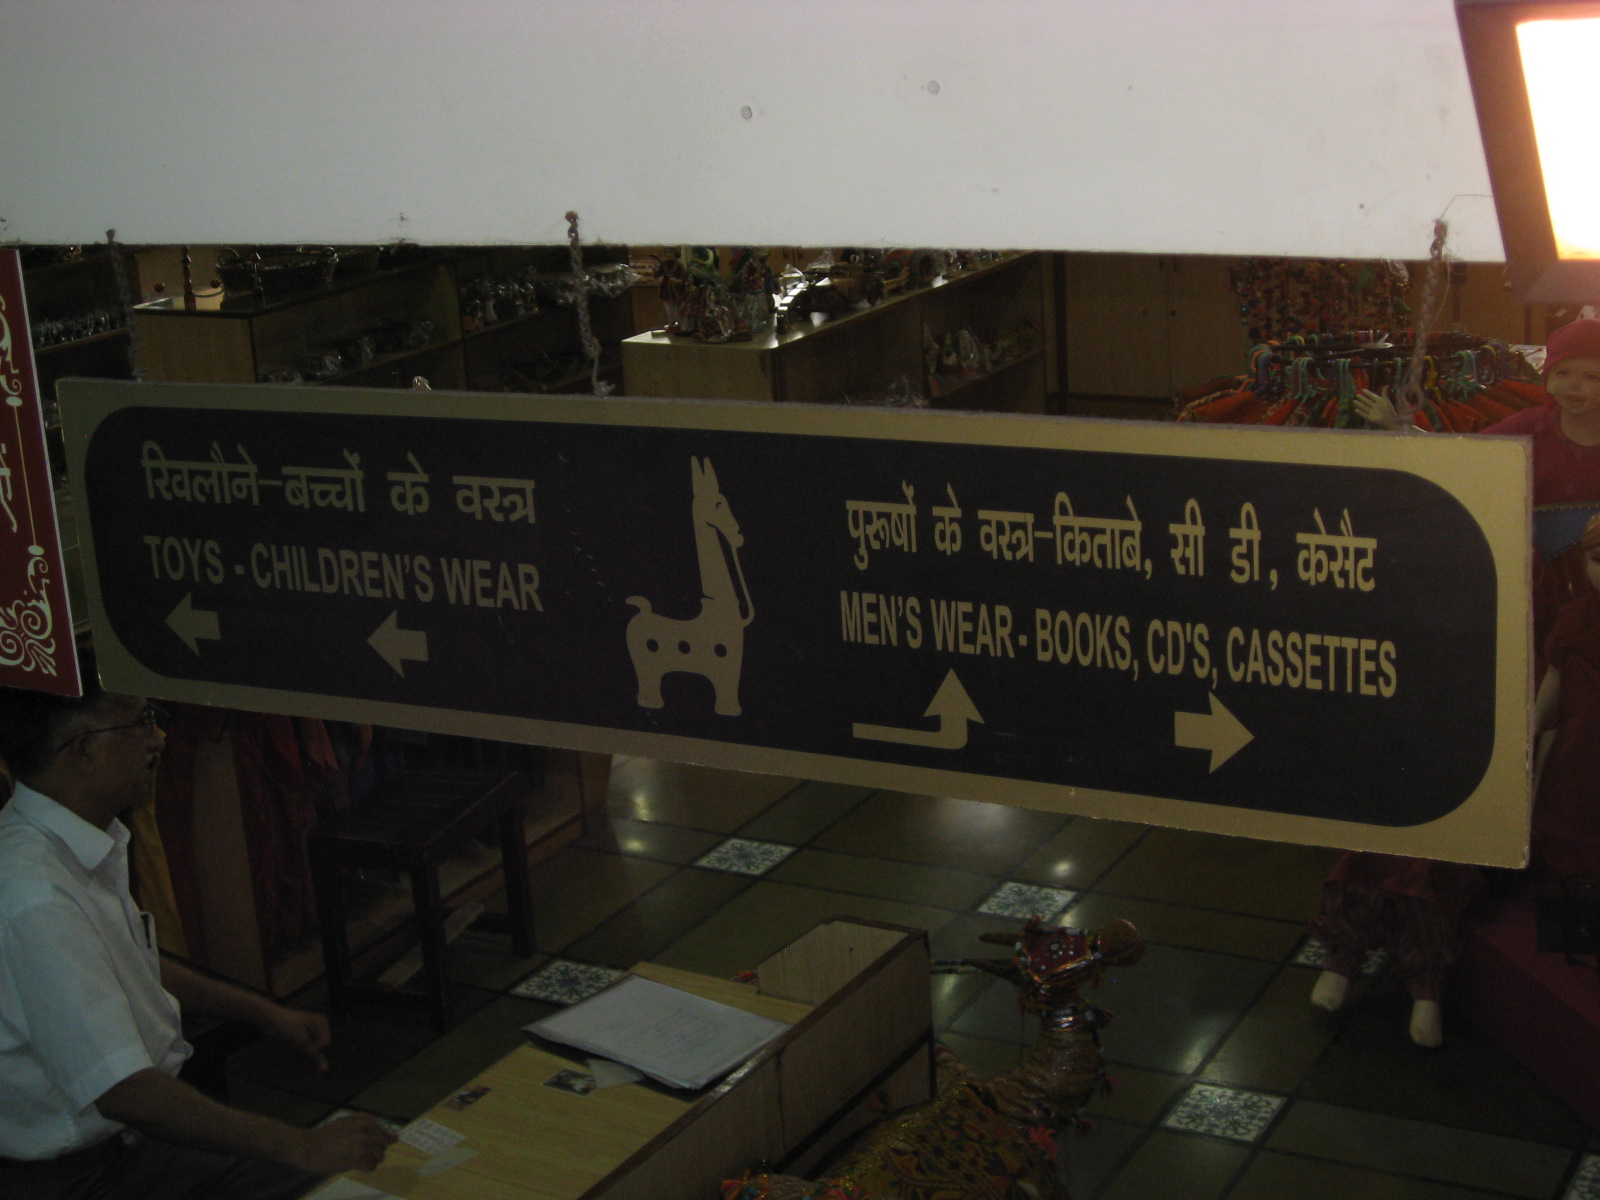 खिलौने-बच्चों के वस्त्र
TOYS - CHILDREN'S WEAR
पुरूषों के वस्त्र-किताबे, सी डी, केसैट
MEN'S WEAR - BOOKS, CD'S, CASSETTES